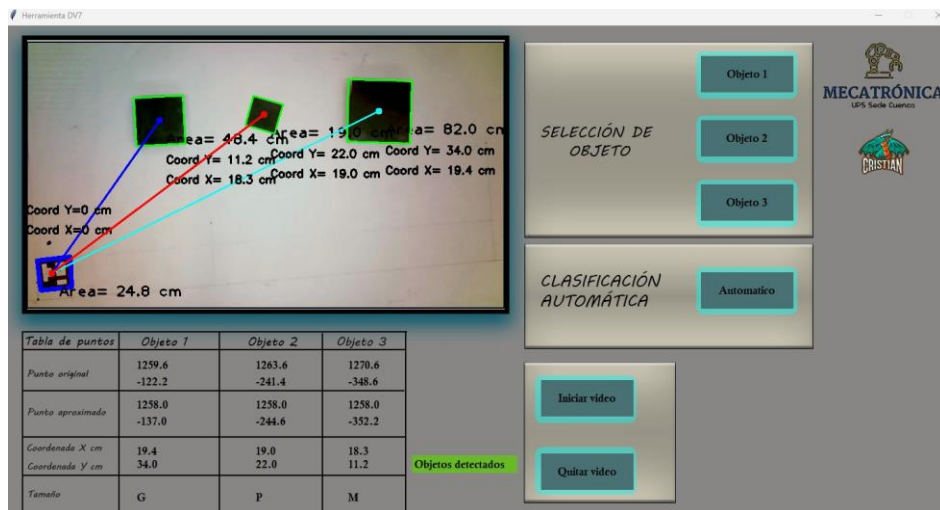 Herramienta DV7
Area= 48.4 cm
Area= 19.0 cm
Area= 82.0 cm
Coord Y= 11.2 cm
Coord Y= 22.0 cm
Coord Y= 34.0 cm
Coord X= 18.3 cm
Coord X= 19.0 cm
Coord X= 19.4 cm
Coord Y=0 cm
Coord X=0 cm
Area= 24.8 cm
Tabla de puntos Objeto 1 Objeto 2 Objeto 3
Punto original
1259.6 1263.6 1270.6
-122.2 -241.4 -348.6
Punto aproximado
1258.0 1258.0 1258.0
-137.0 -244.6 -352.2
Coordenada X cm 19.4 19.0 18.3
Coordenada Y cm 34.0 22.0 11.2
Tamaño G P M
Objetos detectados
SELECCIÓN DE
OBJETO
Objeto 1
Objeto 2
Objeto 3
CLASIFICACIÓN
AUTOMÁTICA
Automatico
Iniciar video
Quitar video
MECATRÓNICA
UPS Sede Cuenca
CRISTIAN